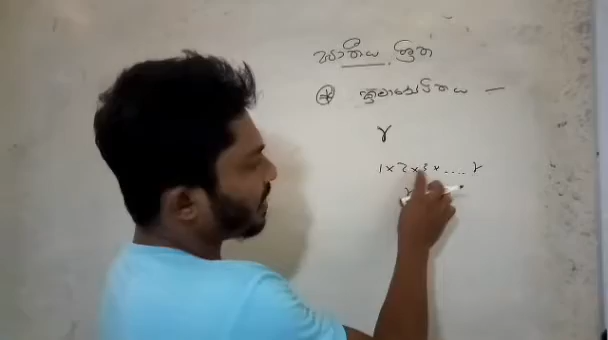 ඝාතීය ශ්‍රිත
⊛ ක්‍රමාරෝපිතය —
r
1×2×3×.... r